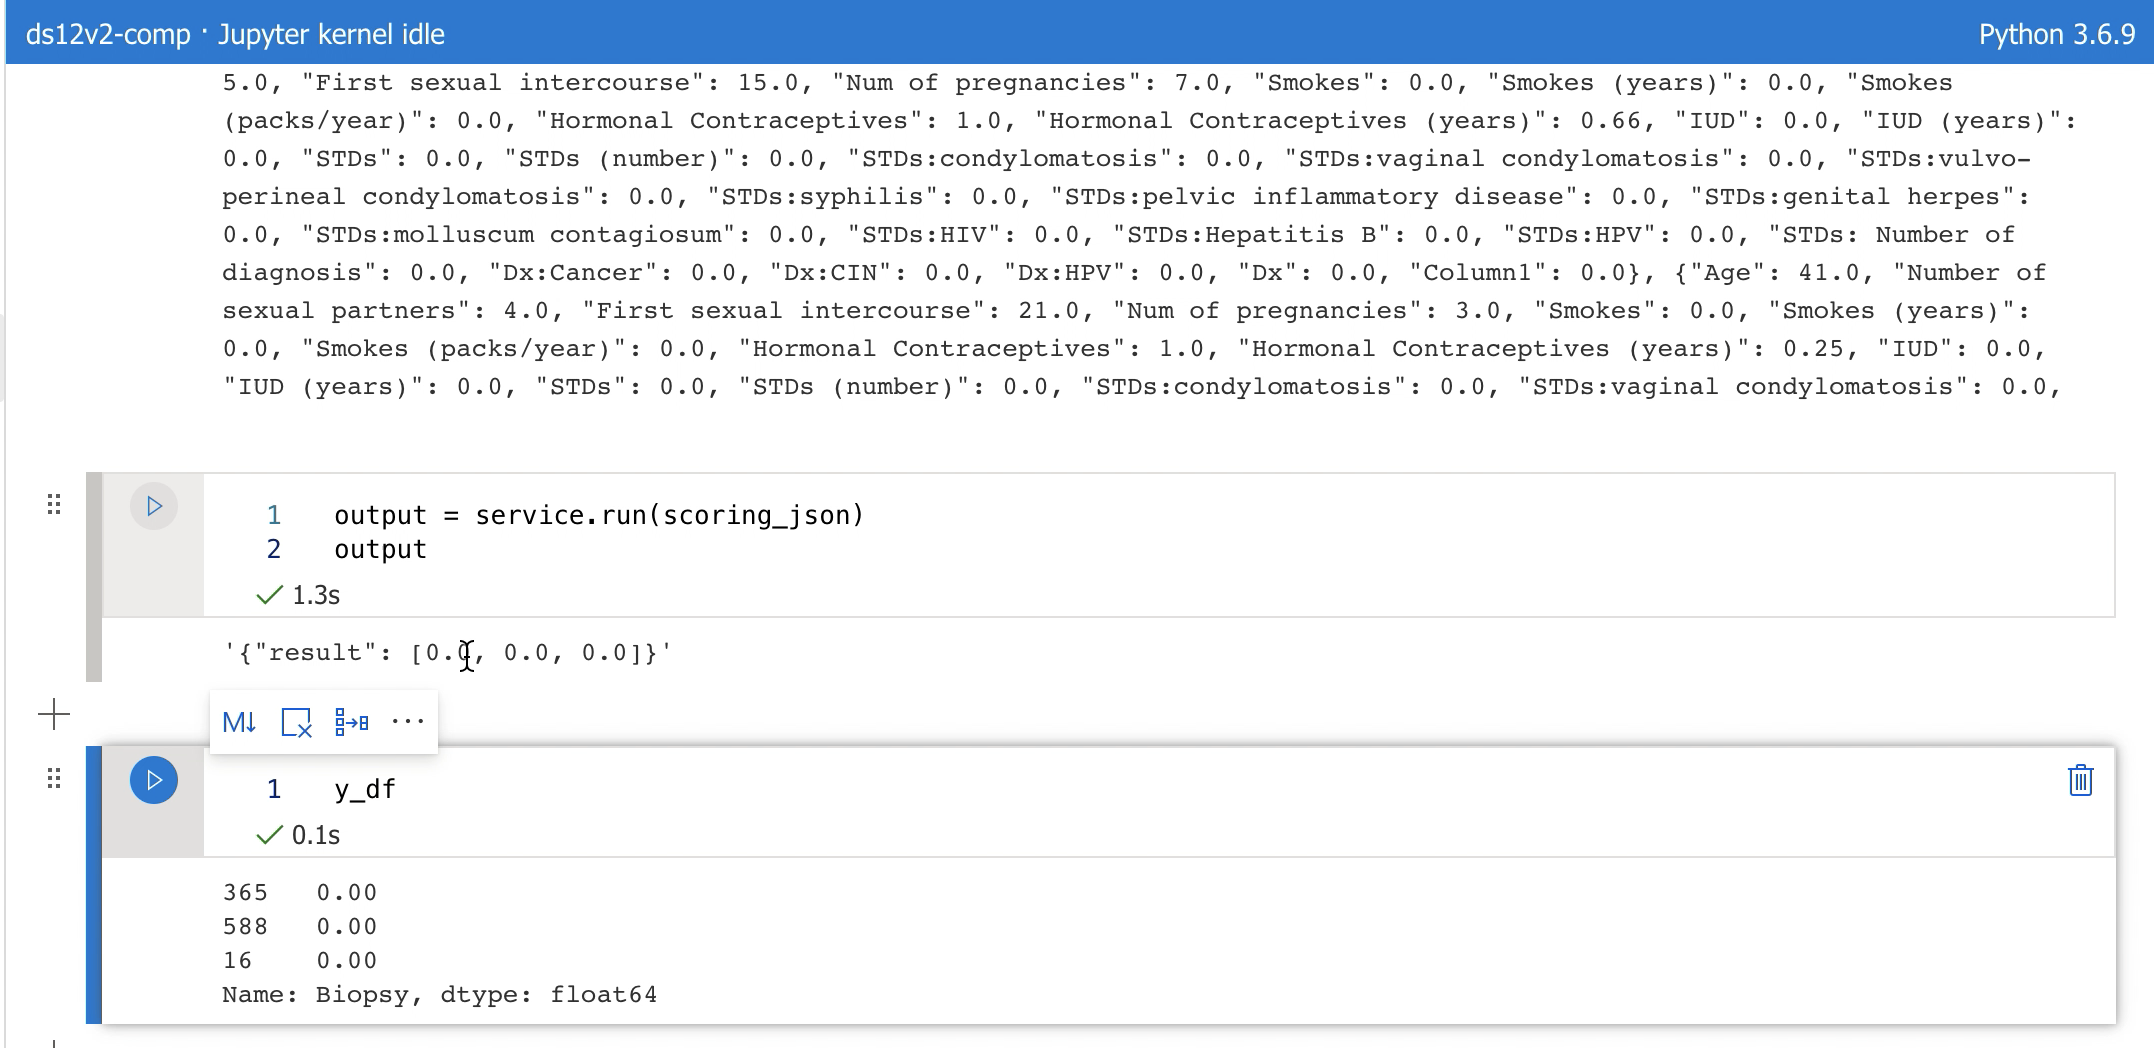 ds12v2-comp · Jupyter kernel idle
Python 3.6.9
5.0, "First sexual intercourse": 15.0, "Num of pregnancies": 7.0, "Smokes": 0.0, "Smokes (years)": 0.0, "Smokes
(packs/year)": 0.0, "Hormonal Contraceptives": 1.0, "Hormonal Contraceptives (years)": 0.66, "IUD": 0.0, "IUD (years)":
0.0, "STDs": 0.0, "STDs (number)": 0.0, "STDs:condylomatosis": 0.0, "STDs:vaginal condylomatosis": 0.0, "STDs:vulvo-
perineal condylomatosis": 0.0, "STDs:syphilis": 0.0, "STDs:pelvic inflammatory disease": 0.0, "STDs:genital herpes":
0.0, "STDs:molluscum contagiosum": 0.0, "STDs:HIV": 0.0, "STDs:Hepatitis B": 0.0, "STDs:HPV": 0.0, "STDs: Number of
diagnosis": 0.0, "Dx:Cancer": 0.0, "Dx:CIN": 0.0, "Dx:HPV": 0.0, "Dx": 0.0, "Column1": 0.0}, {"Age": 41.0, "Number of
sexual partners": 4.0, "First sexual intercourse": 21.0, "Num of pregnancies": 3.0, "Smokes": 0.0, "Smokes (years)":
0.0, "Smokes (packs/year)": 0.0, "Hormonal Contraceptives": 1.0, "Hormonal Contraceptives (years)": 0.25, "IUD": 0.0,
"IUD (years)": 0.0, "STDs": 0.0, "STDs (number)": 0.0, "STDs:condylomatosis": 0.0, "STDs:vaginal condylomatosis": 0.0,
1 output = service.run(scoring_json)
2 output
1.3s
'{"result": [0.0, 0.0, 0.0]}'
M↓
1 y_df
0.1s
365 0.00
588 0.00
16 0.00
Name: Biopsy, dtype: float64